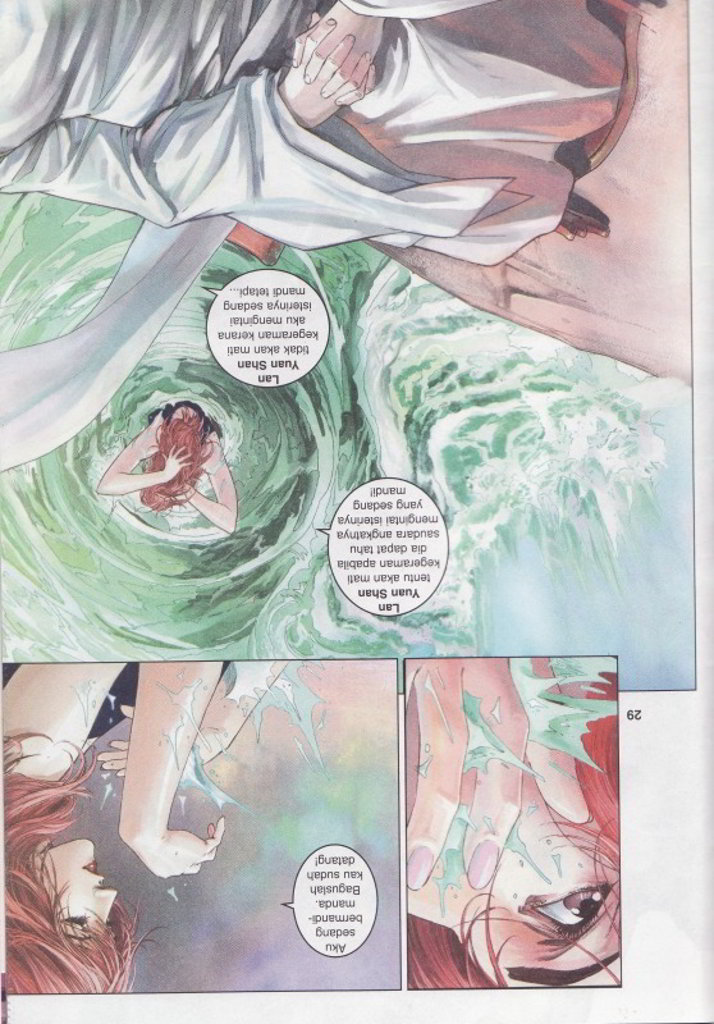 29
Aku
sedang
bermandi-
manda.
Baguslah
kau sudah
datang!
Lan
Yuan Shan
tentu akan mati
kegeraman apabila
dia dapat tahu
saudara angkatnya
mengintai isterinya
yang sedang
mandi!
Lan
Yuan Shan
tidak akan mati
kegeraman kerana
aku mengintai
isterinya sedang
mandi tetapi...